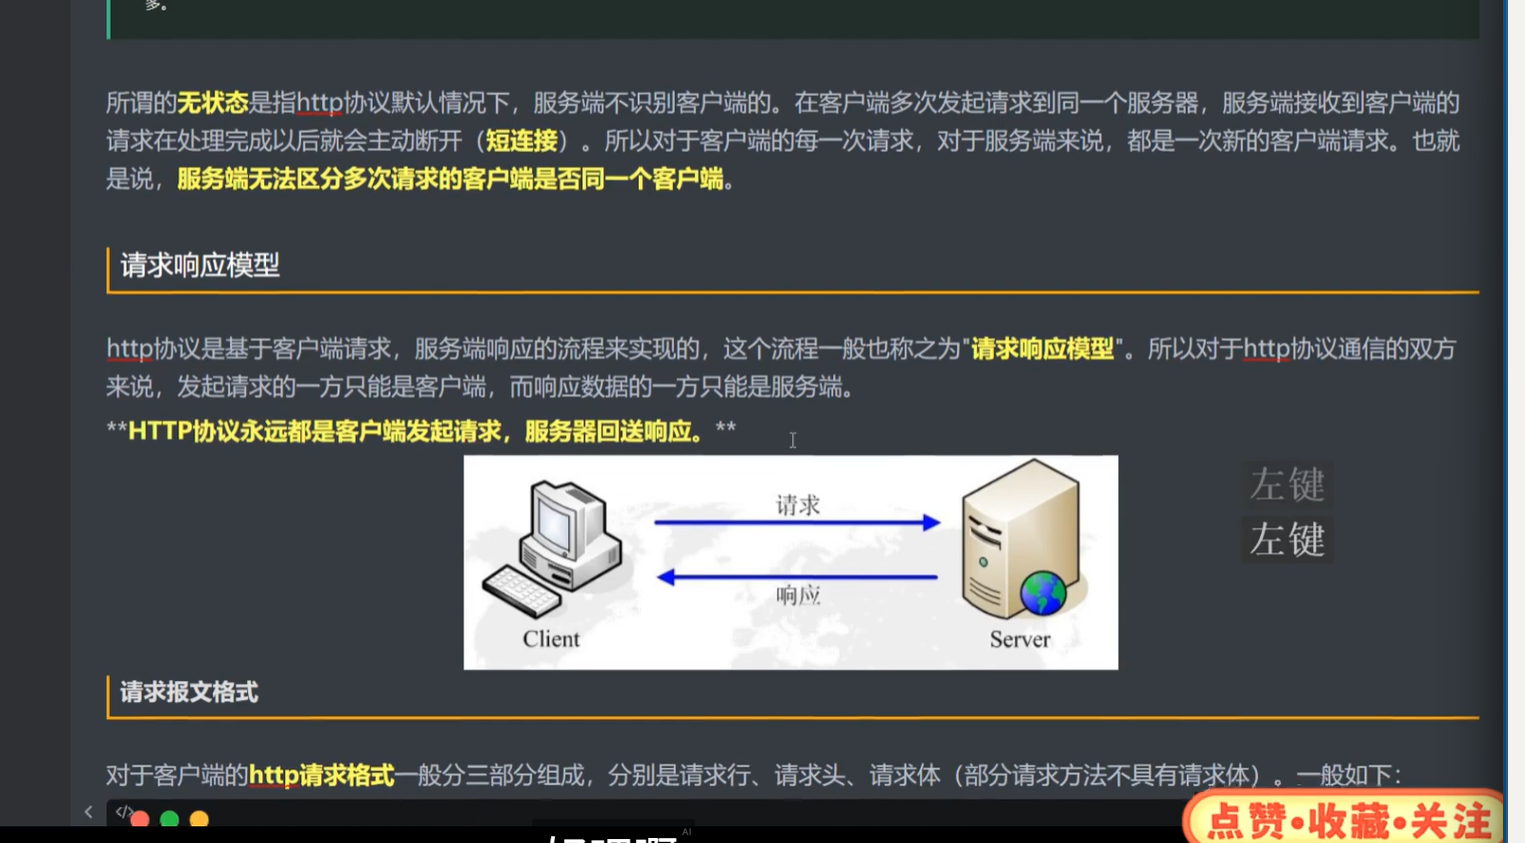 多。
所谓的无状态是指http协议默认情况下，服务端不识别客户端的。在客户端多次发起请求到同一个服务器，服务端接收到客户端的
请求在处理完成以后就会主动断开（短连接）。所以对于客户端的每一次请求，对于服务端来说，都是一次新的客户端请求。也就
是说，服务端无法区分多次请求的客户端是否同一个客户端。
请求响应模型
http协议是基于客户端请求，服务端响应的流程来实现的，这个流程一般也称之为"请求响应模型"。所以对于http协议通信的双方
来说，发起请求的一方只能是客户端，而响应数据的一方只能是服务端。
**HTTP协议永远都是客户端发起请求，服务器回送响应。**
请求
响应
Client
Server
左键
左键
请求报文格式
对于客户端的http请求格式一般分三部分组成，分别是请求行、请求头、请求体（部分请求方法不具有请求体）。一般如下：
</>
点赞•收藏•关注
AI